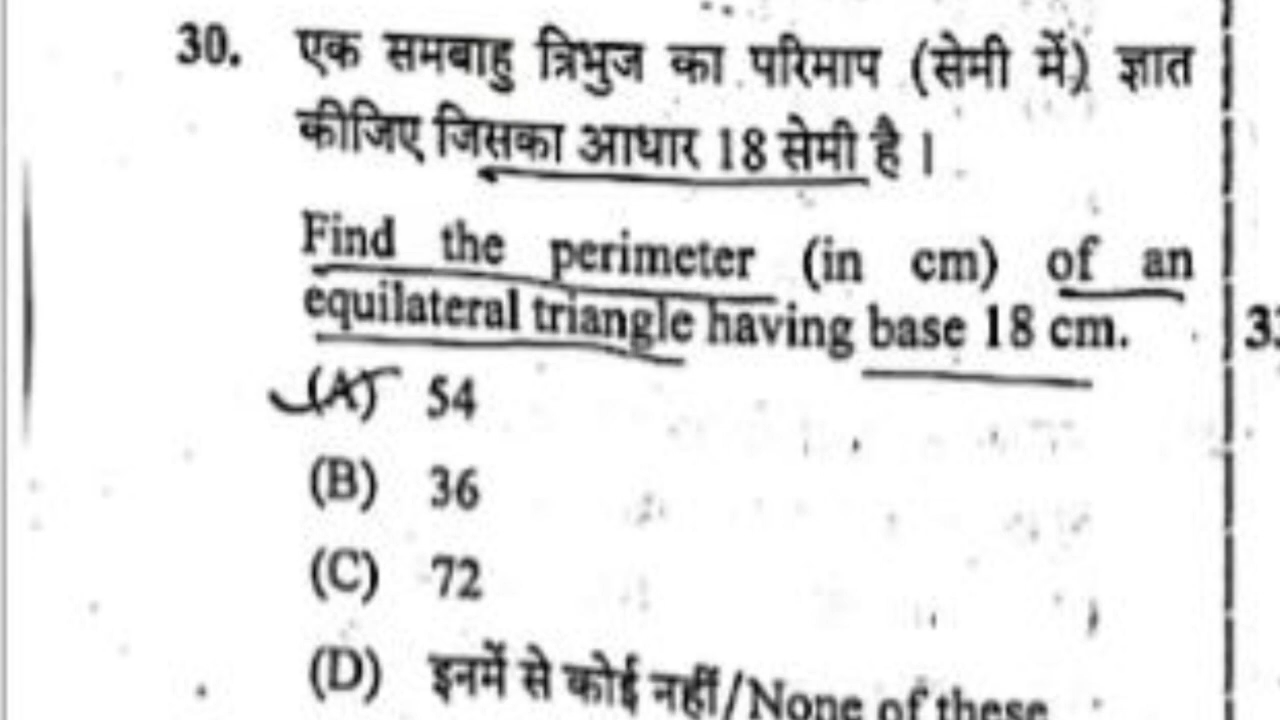 30. एक समबाहु त्रिभुज का परिमाप (सेमी में) ज्ञात
कीजिए जिसका आधार 18 सेमी है ।
Find the perimeter (in cm) of an
equilateral triangle having base 18 cm.
(A) 54
(B) 36
(C) 72
(D) इनमें से कोई नहीं/None of these